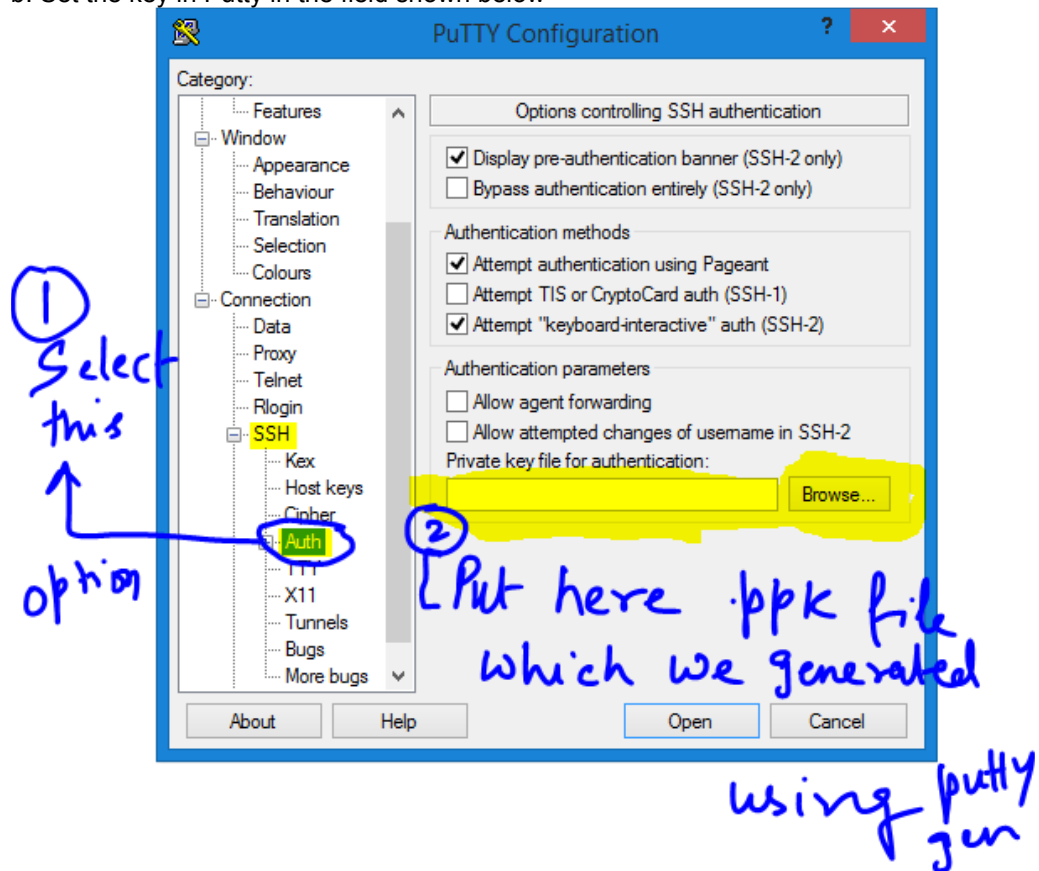 b. Set the key in Putty in the field shown below
PuTTY Configuration
?
×
Category:
Features
Window
Appearance
Behaviour
Translation
Selection
Colours
Connection
Data
Proxy
Telnet
Rlogin
SSH
Kex
Host keys
Cipher
Auth
TTY
X11
Tunnels
Bugs
More bugs
Options controlling SSH authentication
Display pre-authentication banner (SSH-2 only)
Bypass authentication entirely (SSH-2 only)
Authentication methods
Attempt authentication using Pageant
Attempt TIS or CryptoCard auth (SSH-1)
Attempt "keyboard-interactive" auth (SSH-2)
Authentication parameters
Allow agent forwarding
Allow attempted changes of username in SSH-2
Private key file for authentication:
Browse...
About
Help
Open
Cancel
1
Select
this
option
2
Put here .ppk file
which we generated
using putty
gen